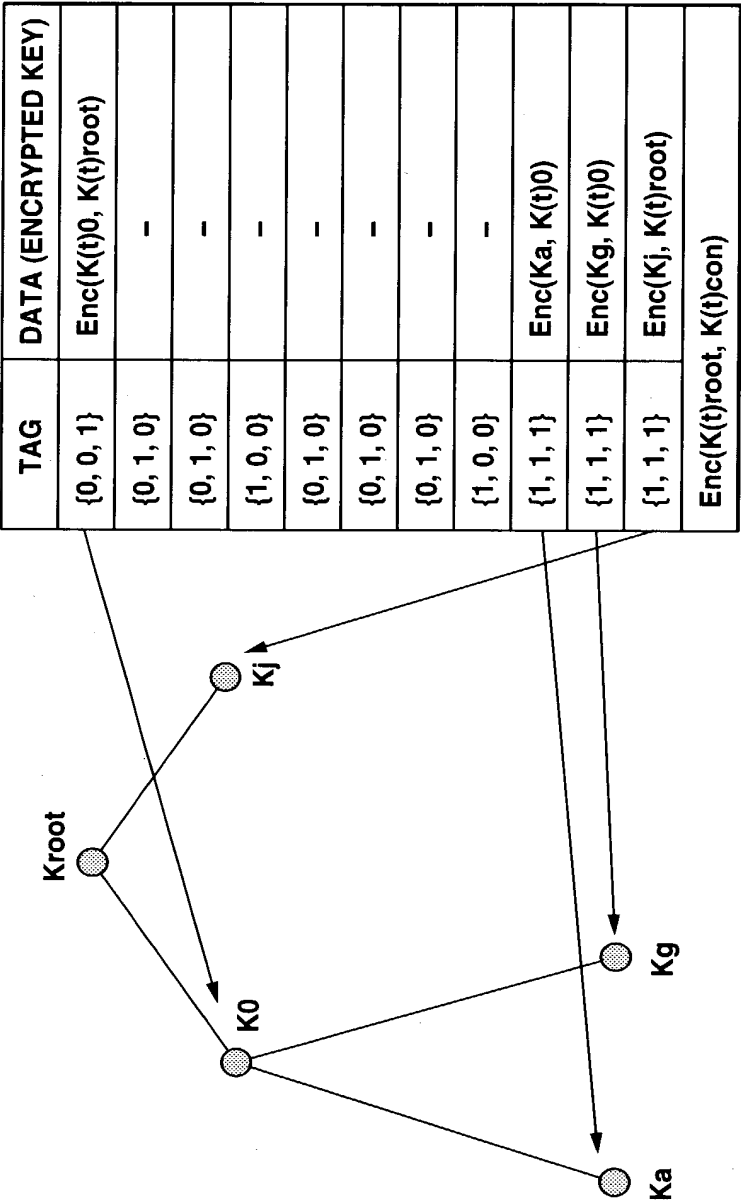 TAG DATA (ENCRYPTED KEY)
{0, 0, 1} Enc(K(t)0, K(t)root)
{0, 1, 0} –
{0, 1, 0} –
{1, 0, 0} –
{0, 1, 0} –
{0, 1, 0} –
{0, 1, 0} –
{1, 0, 0} –
{1, 1, 1} Enc(Ka, K(t)0)
{1, 1, 1} Enc(Kg, K(t)0)
{1, 1, 1} Enc(Kj, K(t)root)
Enc(K(t)root, K(t)con)
Kroot
Kj
K0
Kg
Ka